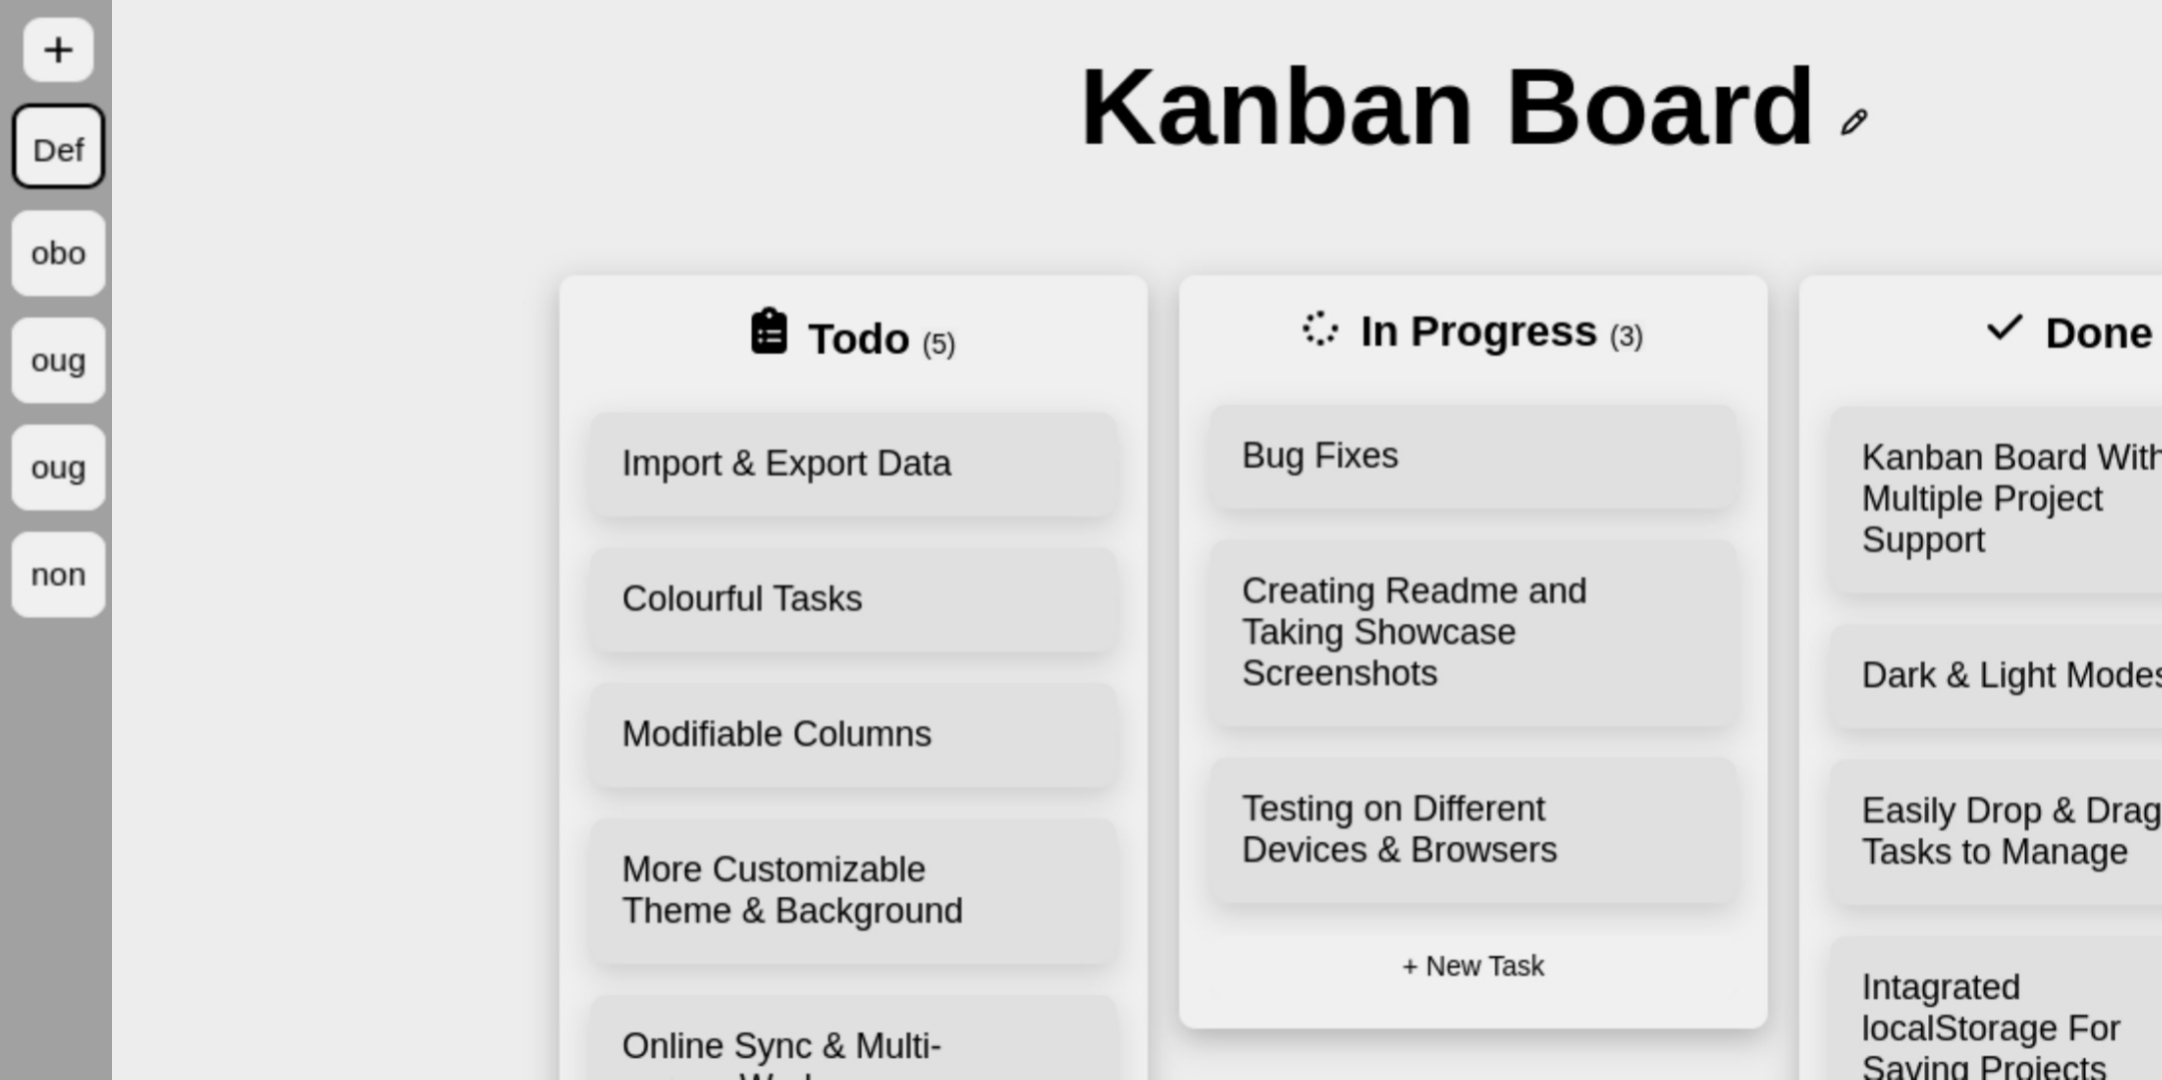 +
Def
obo
oug
oug
non
Kanban Board
Todo (5)
Import & Export Data
Colourful Tasks
Modifiable Columns
More Customizable
Theme & Background
Online Sync & Multi-
In Progress (3)
Bug Fixes
Creating Readme and
Taking Showcase
Screenshots
Testing on Different
Devices & Browsers
+ New Task
Done
Kanban Board With
Multiple Project
Support
Dark & Light Modes
Easily Drop & Drag
Tasks to Manage
Intagrated
localStorage For
Saving Projects